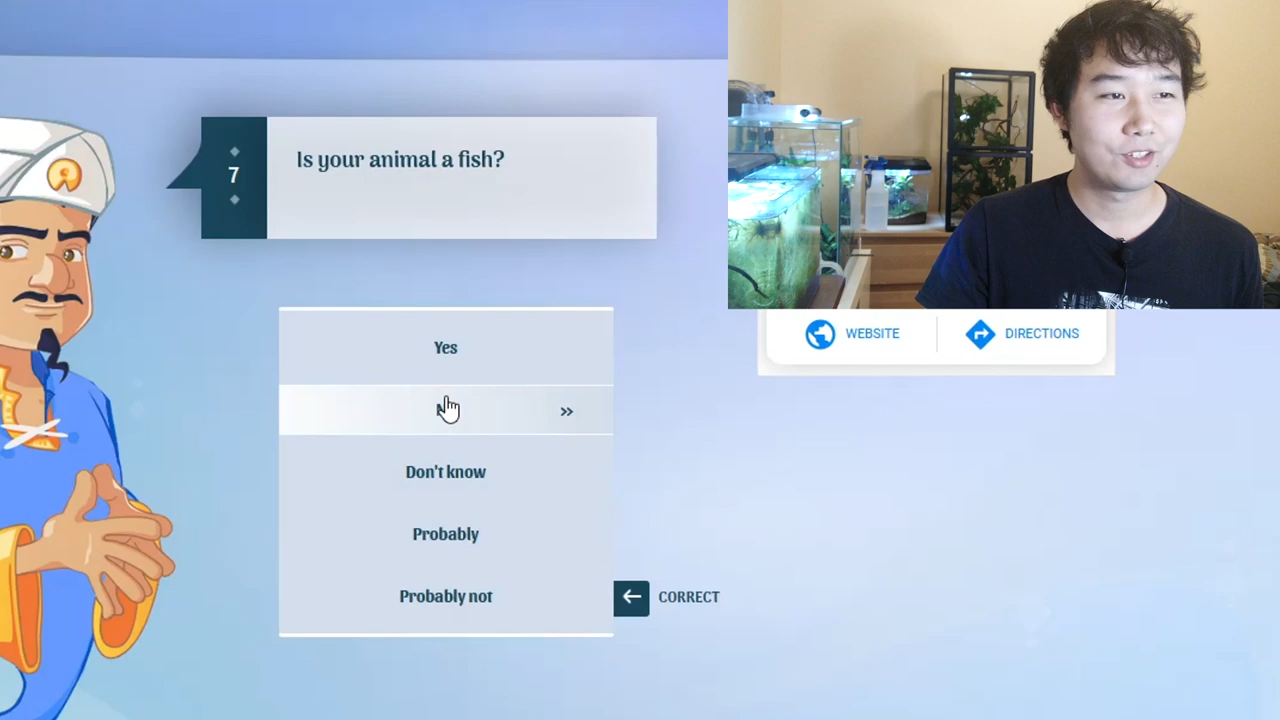 7
Is your animal a fish?
Yes
Don't know
Probably
Probably not
CORRECT
WEBSITE
DIRECTIONS